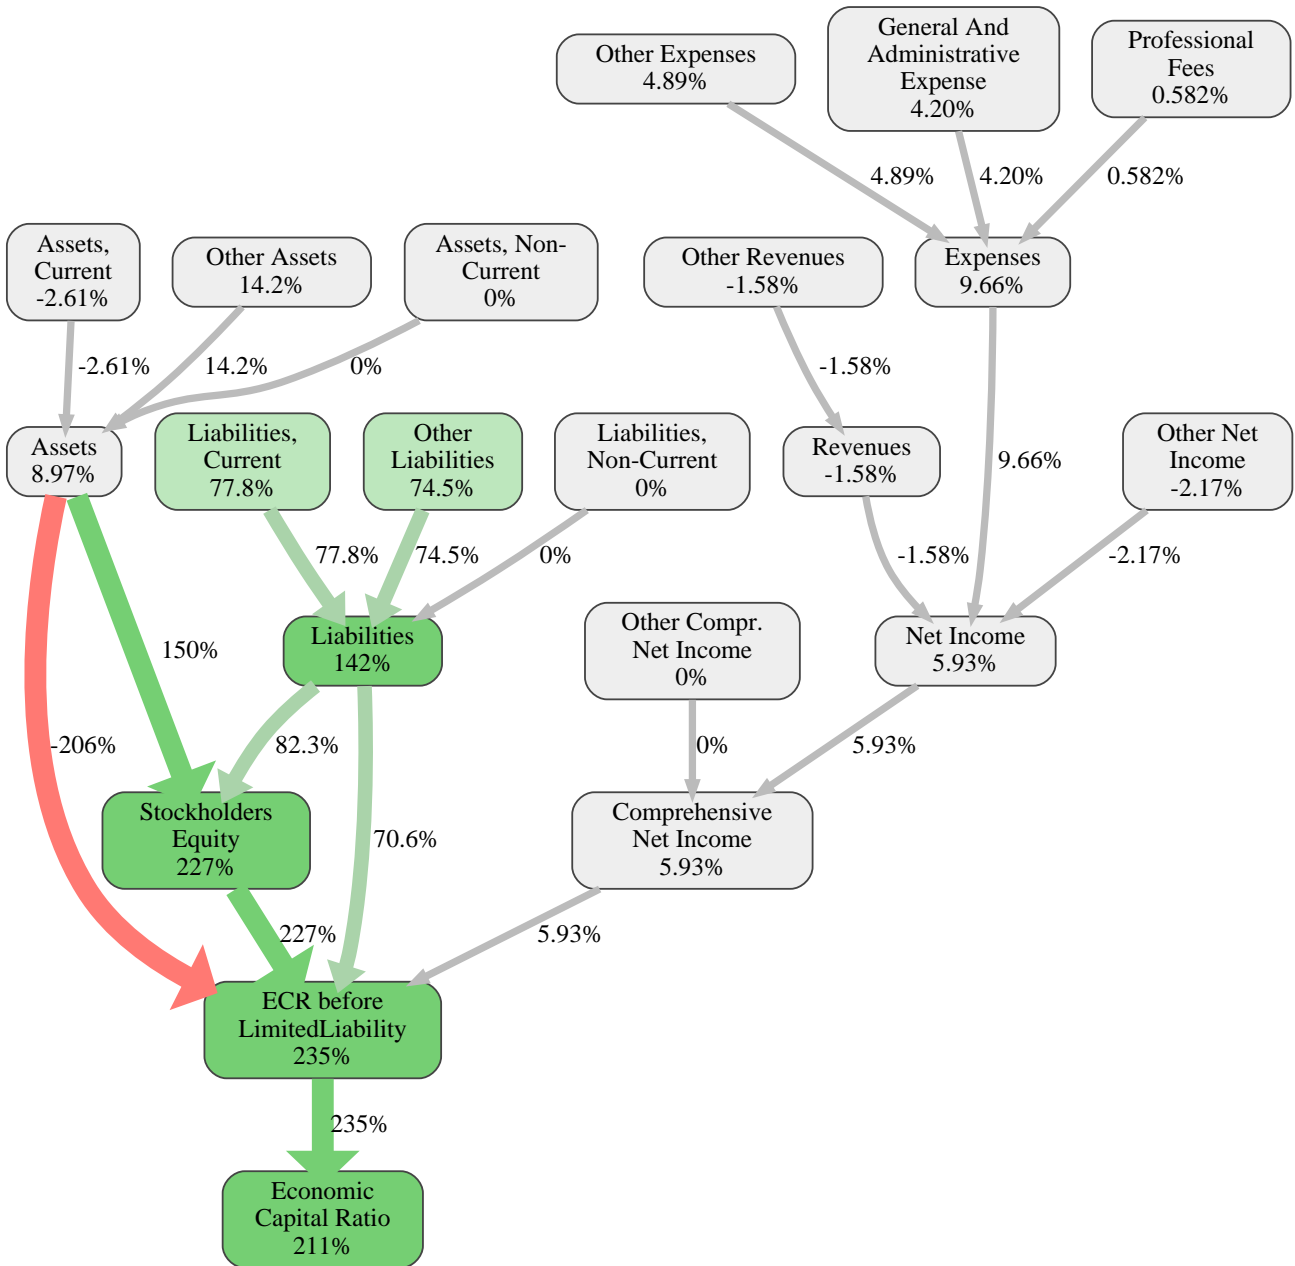 Other Expenses
4.89%
General And
Administrative
Expense
4.20%
Professional
Fees
0.582%
4.89%
4.20%
0.582%
Assets,
Current
-2.61%
Other Assets
14.2%
Assets, Non-
Current
0%
Other Revenues
-1.58%
Expenses
9.66%
-2.61%
14.2%
0%
-1.58%
Assets
8.97%
Liabilities,
Current
77.8%
Other
Liabilities
74.5%
Liabilities,
Non-Current
0%
Revenues
-1.58%
9.66%
Other Net
Income
-2.17%
77.8%
74.5%
0%
-1.58%
-2.17%
150%
Liabilities
142%
Other Compr.
Net Income
0%
Net Income
5.93%
-206%
82.3%
0%
5.93%
Stockholders
Equity
227%
70.6%
Comprehensive
Net Income
5.93%
227%
5.93%
ECR before
LimitedLiability
235%
235%
Economic
Capital Ratio
211%